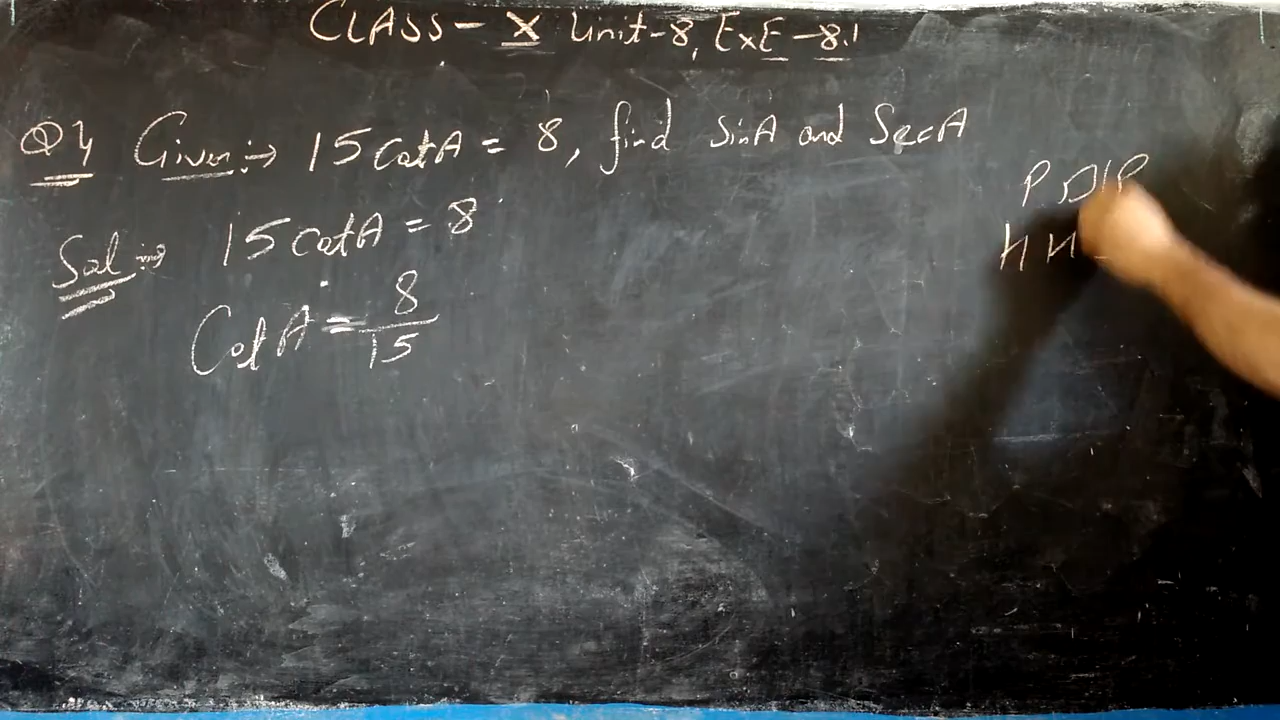 CLASS - X Unit-8, ExE-8.1
Q4 Given:→ 15 cotA = 8, find SinA and SecA
Sol:→ 15 cotA = 8
CotA = 8/15
P
H H